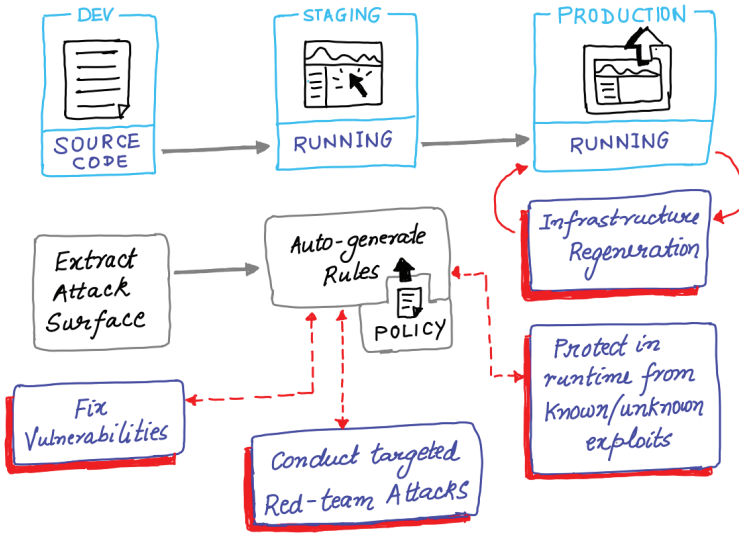 DEV
STAGING
PRODUCTION
SOURCE
CODE
RUNNING
RUNNING
Infrastructure
Regeneration
Extract
Attack
Surface
Auto-generate
Rules
POLICY
Protect in
runtime from
known/unknown
exploits
Fix
Vulnerabilities
Conduct targeted
Red-team Attacks